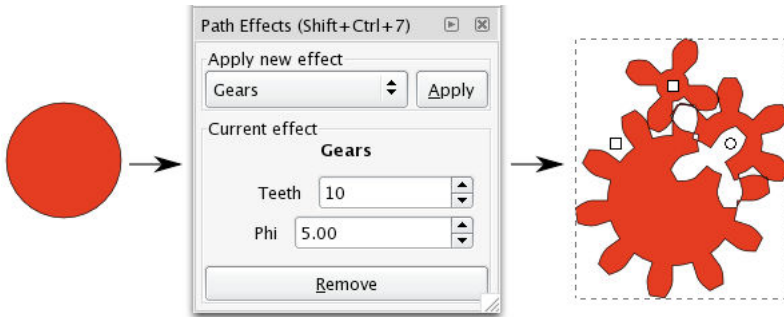 Path Effects (Shift+Ctrl+7)
Apply new effect
Gears Apply
Current effect
Gears
Teeth 10
Phi 5.00
Remove